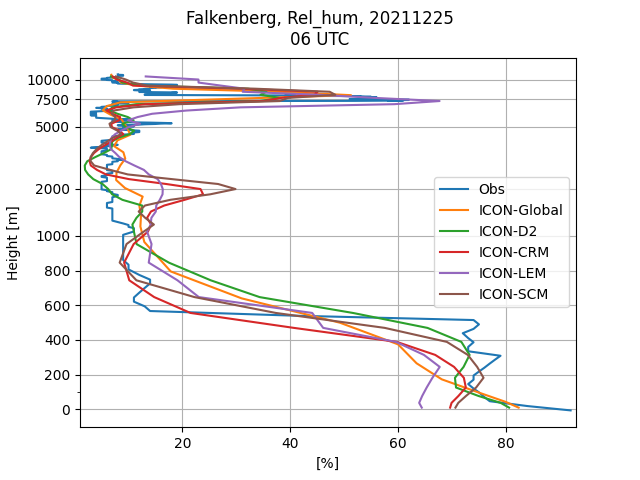 Falkenberg, Rel_hum, 20211225
06 UTC
10000
7500
5000
2000
1000
800
600
400
200
0
Height [m]
Obs
ICON-Global
ICON-D2
ICON-CRM
ICON-LEM
ICON-SCM
20
40
60
80
[%]